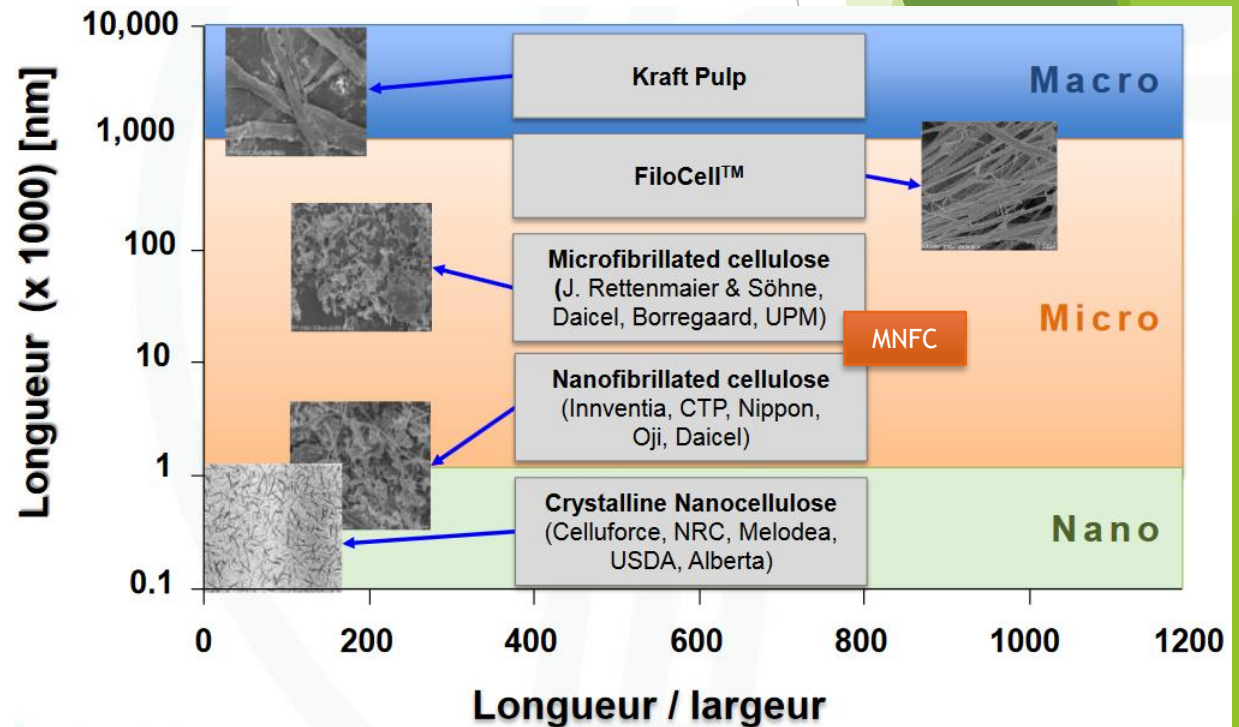 Longueur (x 1000) [nm]
10,000
1,000
100
10
1
0.1
Kraft Pulp
Macro
FiloCell™
Microfibrillated cellulose
(J. Rettenmaier & Söhne,
Daicel, Borregaard, UPM)
MNFC
Micro
Nanofibrillated cellulose
(Innventia, CTP, Nippon,
Oji, Daicel)
Crystalline Nanocellulose
(Celluforce, NRC, Melodea,
USDA, Alberta)
Nano
0 200 400 600 800 1000 1200
Longueur / largeur